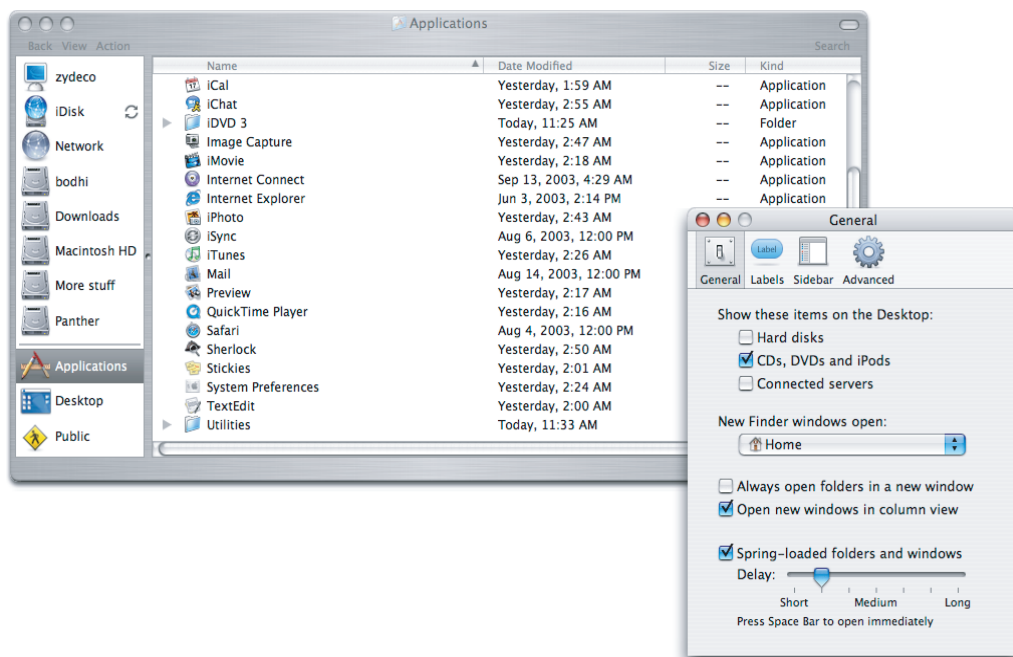 Applications
Back View Action Search
zydeco
iDisk
Network
bodhi
Downloads
Macintosh HD
More stuff
Panther
Applications
Desktop
Public
Name Date Modified Size Kind
iCal Yesterday, 1:59 AM -- Application
iChat Yesterday, 2:55 AM -- Application
iDVD 3 Today, 11:25 AM -- Folder
Image Capture Yesterday, 2:47 AM -- Application
iMovie Yesterday, 2:18 AM -- Application
Internet Connect Sep 13, 2003, 4:29 AM -- Application
Internet Explorer Jun 3, 2003, 2:14 PM -- Application
iPhoto Yesterday, 2:43 AM
iSync Aug 6, 2003, 12:00 PM
iTunes Yesterday, 2:26 AM
Mail Aug 14, 2003, 12:00 PM
Preview Yesterday, 2:17 AM
QuickTime Player Yesterday, 2:16 AM
Safari Aug 4, 2003, 12:00 PM
Sherlock Yesterday, 2:50 AM
Stickies Yesterday, 2:01 AM
System Preferences Yesterday, 2:24 AM
TextEdit Yesterday, 2:00 AM
Utilities Today, 11:33 AM
General
Label
General Labels Sidebar Advanced
Show these items on the Desktop:
Hard disks
CDs, DVDs and iPods
Connected servers
New Finder windows open:
Home
Always open folders in a new window
Open new windows in column view
Spring-loaded folders and windows
Delay:
Short Medium Long
Press Space Bar to open immediately